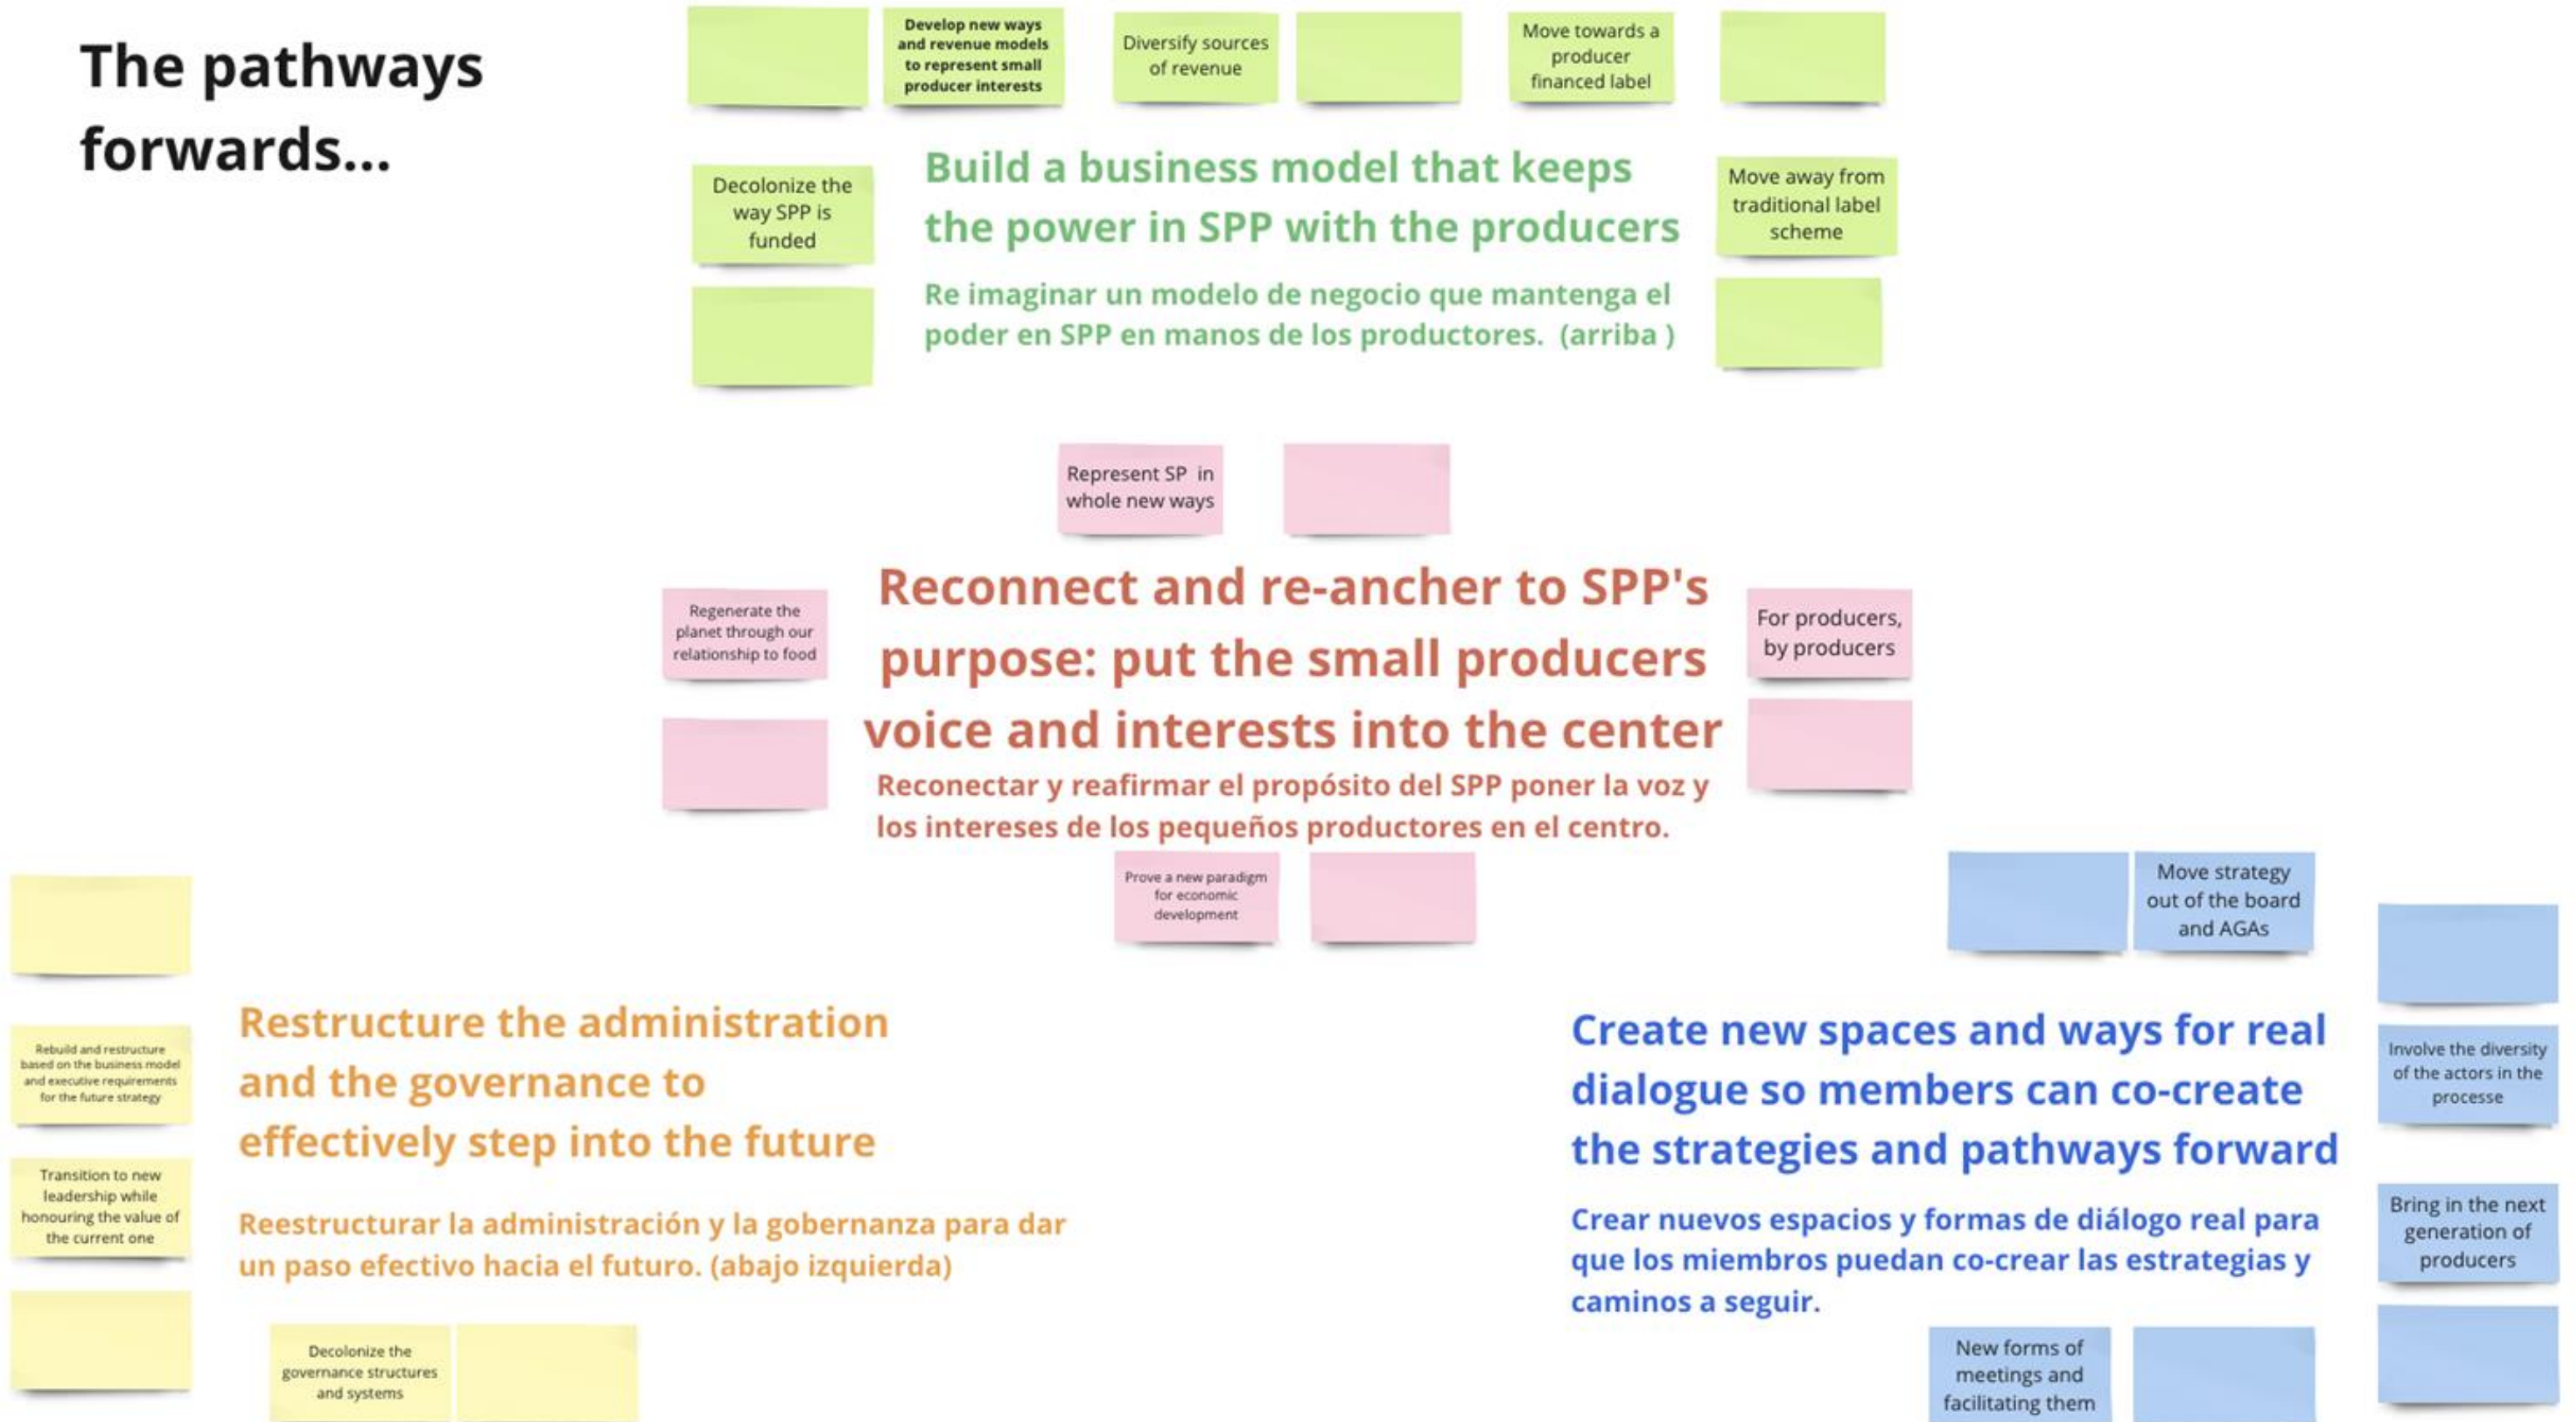 The pathways
forwards...
Develop new ways
and revenue models
to represent small
producer interests
Diversify sources
of revenue
Move towards a
producer
financed label
Decolonize the
way SPP is
funded
Build a business model that keeps
the power in SPP with the producers
Re imaginar un modelo de negocio que mantenga el
poder en SPP en manos de los productores. (arriba )
Move away from
traditional label
scheme
Represent SP in
whole new ways
Regenerate the
planet through our
relationship to food
Reconnect and re-ancher to SPP's
purpose: put the small producers
voice and interests into the center
Reconectar y reafirmar el propósito del SPP poner la voz y
los intereses de los pequeños productores en el centro.
For producers,
by producers
Prove a new paradigm
for economic
development
Rebuild and restructure
based on the business model
and executive requirements
for the future strategy
Transition to new
leadership while
honouring the value of
the current one
Restructure the administration
and the governance to
effectively step into the future
Reestructurar la administración y la gobernanza para dar
un paso efectivo hacia el futuro. (abajo izquierda)
Decolonize the
governance structures
and systems
Move strategy
out of the board
and AGAs
Create new spaces and ways for real
dialogue so members can co-create
the strategies and pathways forward
Crear nuevos espacios y formas de diálogo real para
que los miembros puedan co-crear las estrategias y
caminos a seguir.
Involve the diversity
of the actors in the
processe
Bring in the next
generation of
producers
New forms of
meetings and
facilitating them